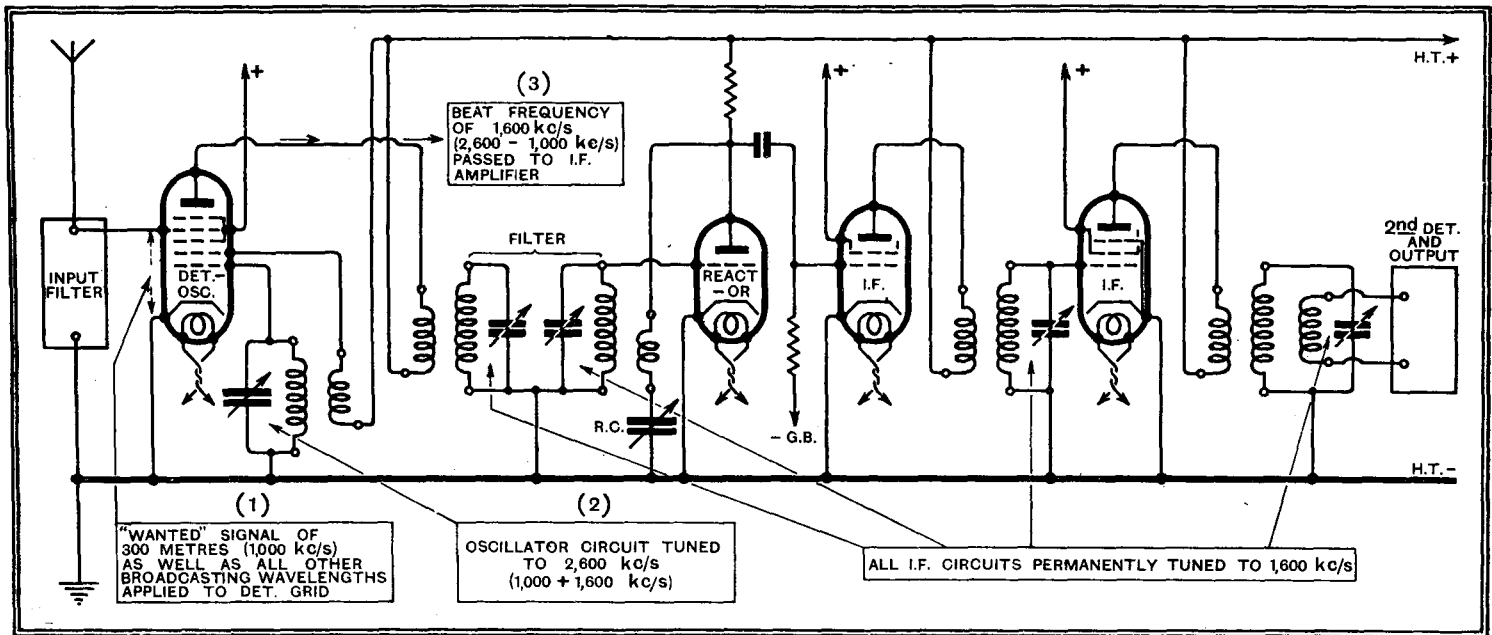 H.T.+
+
(3)
BEAT FREQUENCY
OF 1,600 kc/s
(2,600 - 1,000 kc/s)
PASSED TO I.F.
AMPLIFIER
+
+
INPUT
FILTER
DET.-
OSC.
FILTER
REACT
-OR
I.F.
I.F.
2nd DET.
AND
OUTPUT
R.C.
- G.B.
H.T.-
(1)
"WANTED" SIGNAL OF
300 METRES (1,000 kc/s)
AS WELL AS ALL OTHER
BROADCASTING WAVELENGTHS
APPLIED TO DET. GRID
(2)
OSCILLATOR CIRCUIT TUNED
TO 2,600 kc/s
(1,000 + 1,600 kc/s)
ALL I.F. CIRCUITS PERMANENTLY TUNED TO 1,600 kc/s